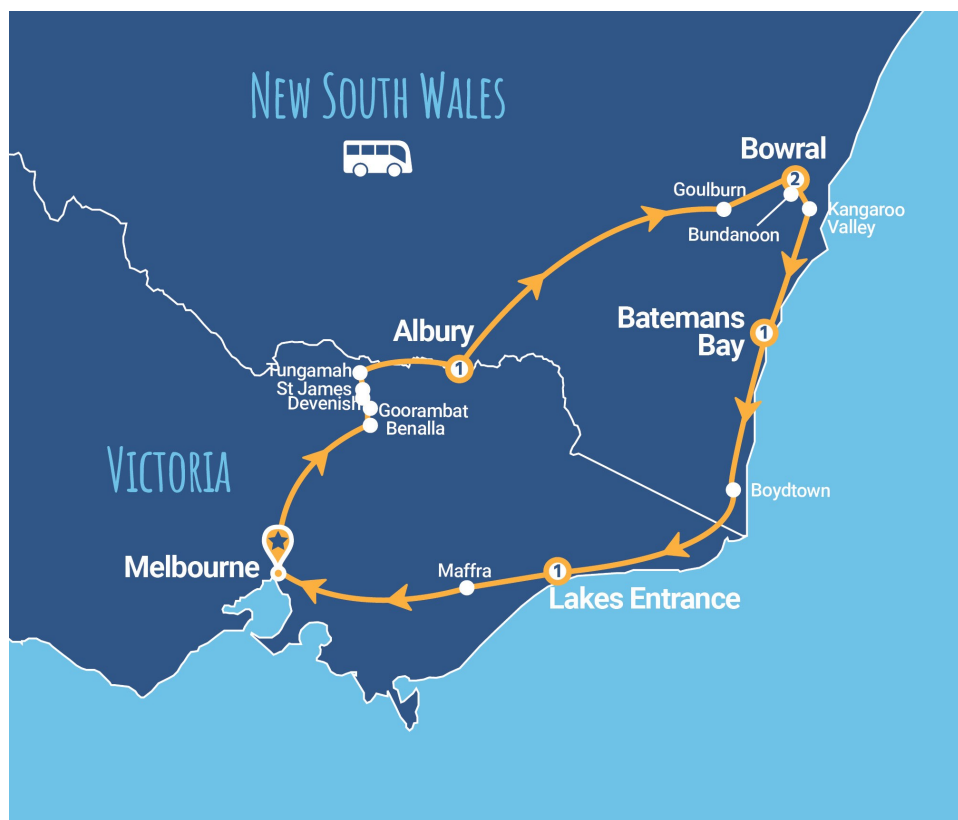 NEW SOUTH WALES
Bowral
2
Goulburn
Bundanoon
Kangaroo
Valley
Batemans
Bay
1
Albury
1
Tungamah
St James
Devenish
Goorambat
Benalla
VICTORIA
Boydtown
Melbourne
Maffra
1
Lakes Entrance